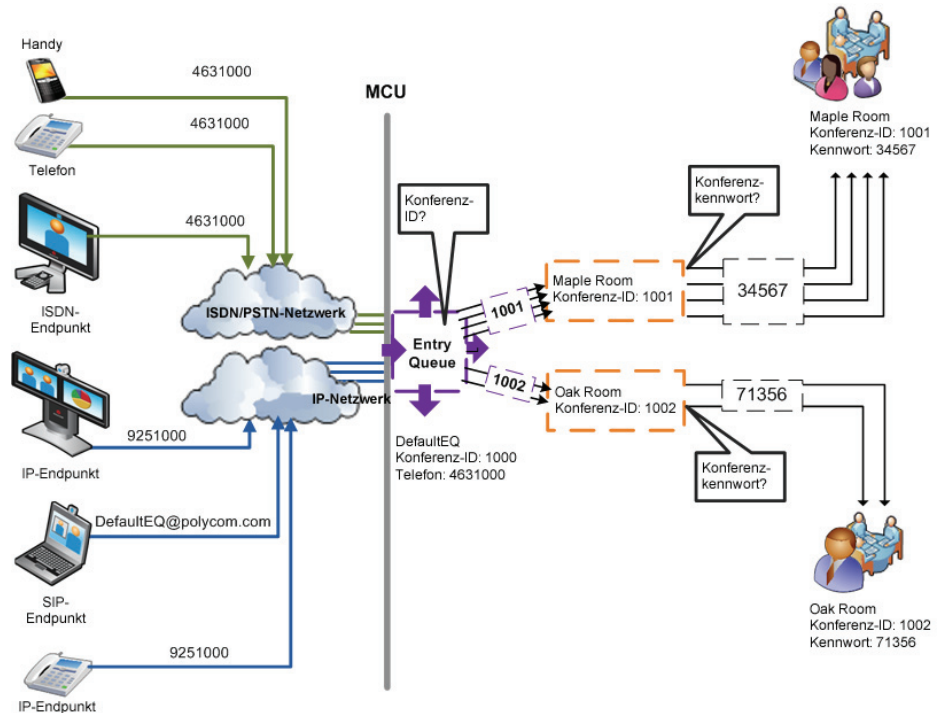 Handy
4631000
4631000
Telefon
4631000
ISDN-
Endpunkt
ISDN/PSTN-Netzwerk
IP-Netzwerk
9251000
IP-Endpunkt
DefaultEQ@polycom.com
SIP-
Endpunkt
9251000
IP-Endpunkt
MCU
Konferenz-
ID?
Entry
Queue
DefaultEQ
Konferenz-ID: 1000
Telefon: 4631000
1001
1002
Maple Room
Konferenz-ID: 1001
Oak Room
Konferenz-ID: 1002
Konferenz-
kennwort?
Konferenz-
kennwort?
34567
71356
Maple Room
Konferenz-ID: 1001
Kennwort: 34567
Oak Room
Konferenz-ID: 1002
Kennwort: 71356